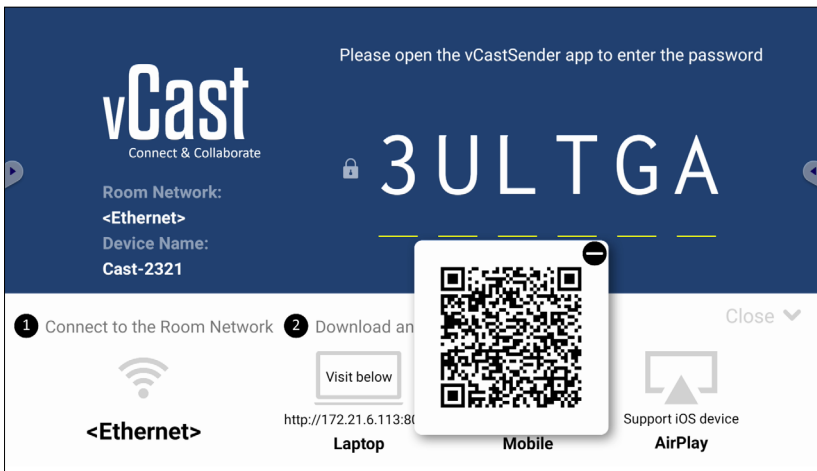 Please open the vCastSender app to enter the password
vCast
Connect & Collaborate
3ULTGA
Room Network:
<Ethernet>
Device Name:
Cast-2321
Close
1 Connect to the Room Network
2 Download an
Visit below
http://172.21.6.113:80
Support iOS device
<Ethernet>
Laptop
Mobile
AirPlay